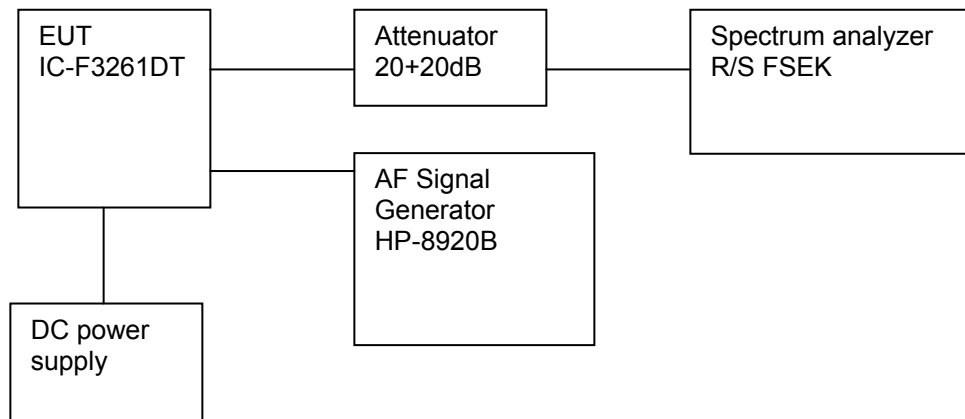 EUT
IC-F3261DT
Attenuator
20+20dB
Spectrum analyzer
R/S FSEK
AF Signal
Generator
HP-8920B
DC power
supply